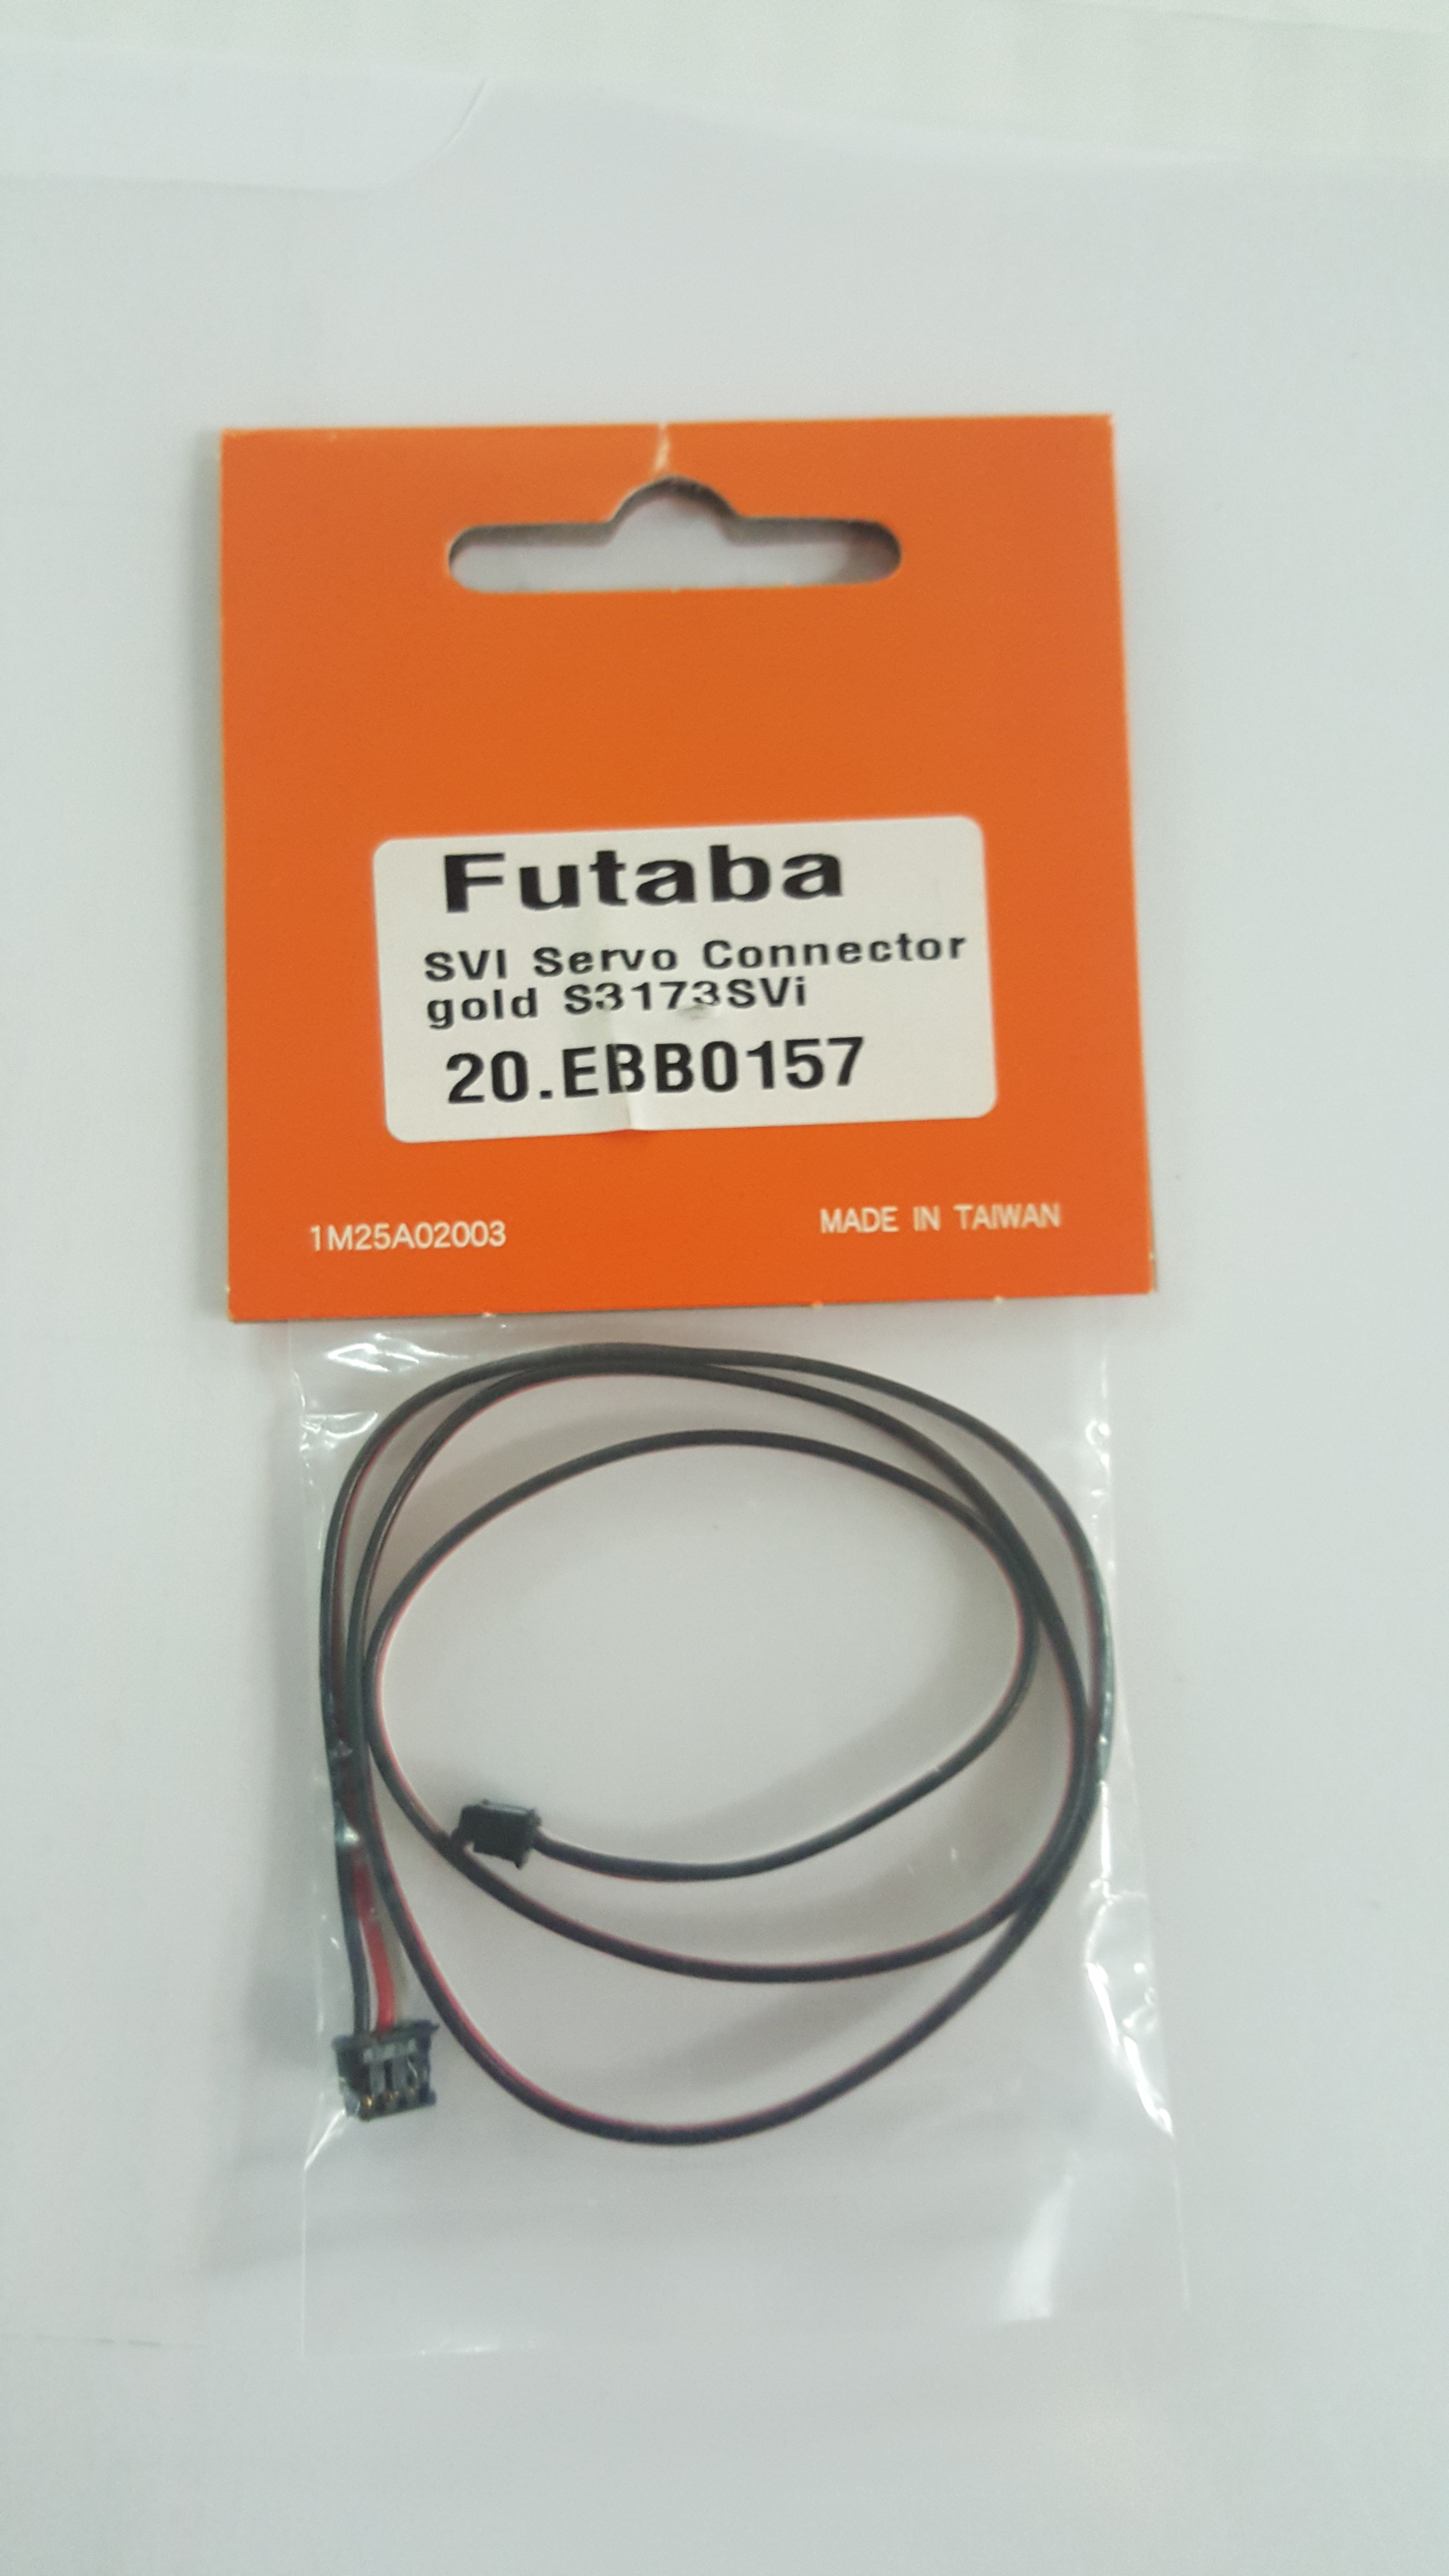 Futaba
SVI Servo Connector
gold S3173SVi
20.EBB0157
1M25A02003
MADE IN TAIWAN